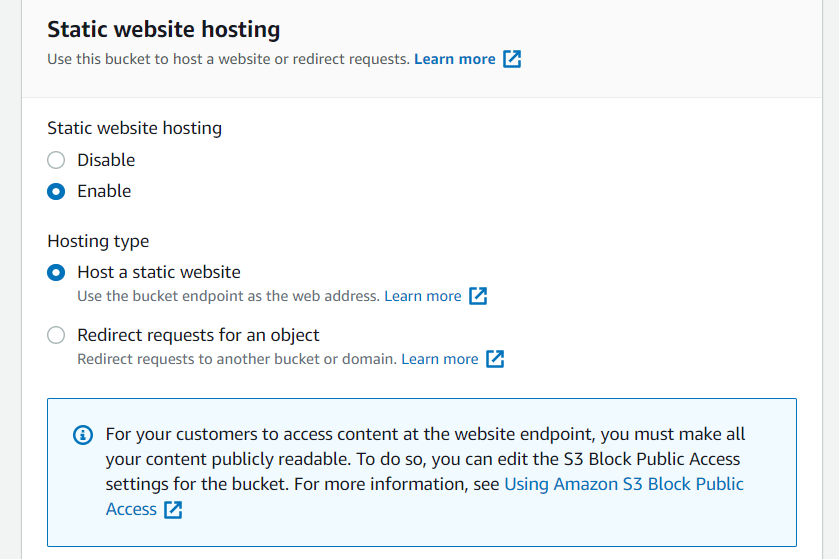 Static website hosting
Use this bucket to host a website or redirect requests. Learn more
Static website hosting
Disable
Enable
Hosting type
Host a static website
Use the bucket endpoint as the web address. Learn more
Redirect requests for an object
Redirect requests to another bucket or domain. Learn more
For your customers to access content at the website endpoint, you must make all
your content publicly readable. To do so, you can edit the S3 Block Public Access
settings for the bucket. For more information, see Using Amazon S3 Block Public
Access